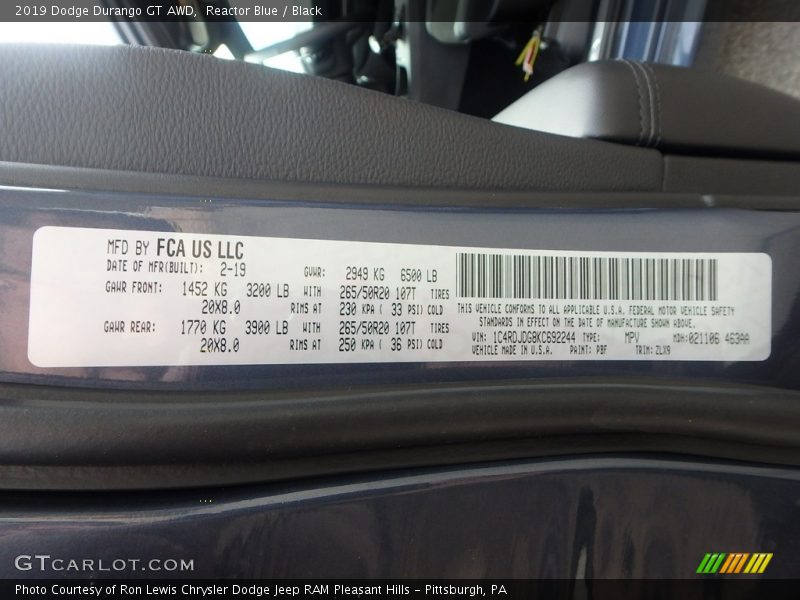 2019 Dodge Durango GT AWD, Reactor Blue / Black
MFD BY FCA US LLC
DATE OF MFR(BUILT): 2-19 GVWR: 2949 KG 6500 LB
GAWR FRONT: 1452 KG 3200 LB WITH 265/50R20 107T TIRES
20X8.0 RIMS AT 230 KPA ( 33 PSI) COLD
GAWR REAR: 1770 KG 3900 LB WITH 265/50R20 107T TIRES
20X8.0 RIMS AT 250 KPA ( 36 PSI) COLD
THIS VEHICLE CONFORMS TO ALL APPLICABLE U.S.A. FEDERAL MOTOR VEHICLE SAFETY
STANDARDS IN EFFECT ON THE DATE OF MANUFACTURE SHOWN ABOVE.
VIN: 1C4RDJDG8KC692244 TYPE: MPV MDH:021106 463AA
VEHICLE MADE IN U.S.A. PAINT: PBF TRIM: ZLX9
GTCARLOT.COM
Photo Courtesy of Ron Lewis Chrysler Dodge Jeep RAM Pleasant Hills - Pittsburgh, PA